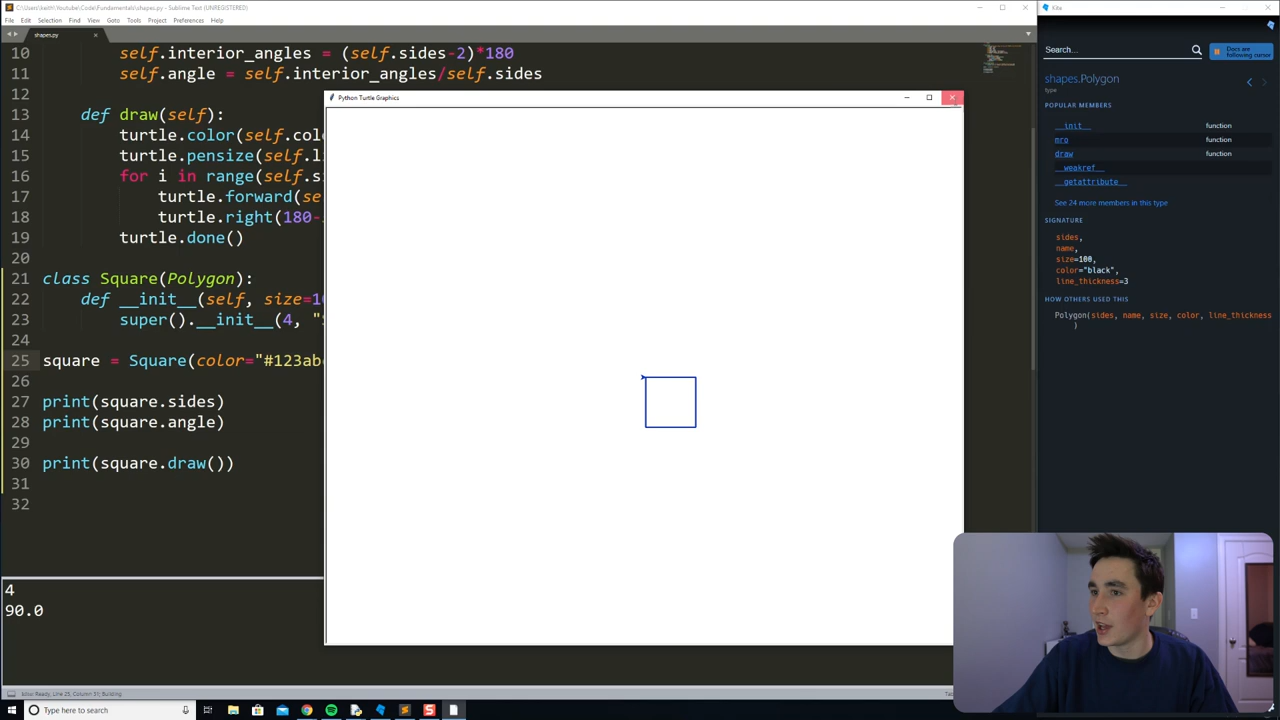 C:\Users\keith\Youtube\Code\Fundamentals\shapes.py - Sublime Text (UNREGISTERED)
File Edit Selection Find View Goto Tools Project Preferences Help
shapes.py
10 self.interior_angles = (self.sides-2)*180
11 self.angle = self.interior_angles/self.sides
12
13 def draw(self):
14 turtle.color(self.col
15 turtle.pensize(self.l
16 for i in range(self.s
17 turtle.forward(se
18 turtle.right(180-
19 turtle.done()
20
21 class Square(Polygon):
22 def __init__(self, size=1
23 super().__init__(4, "
24
25 square = Square(color="#123ab
26
27 print(square.sides)
28 print(square.angle)
29
30 print(square.draw())
31
32
4
90.0
Ready, Line 25, Column 31; Building
Python Turtle Graphics
Kite
Search...
Docs are
following cursor
shapes.Polygon
type
POPULAR MEMBERS
__init__ function
mro
draw function
__weakref__
__getattribute__
See 24 more members in this type
SIGNATURE
sides,
name,
size=100,
color="black",
line_thickness=3
HOW OTHERS USED THIS
Polygon(sides, name, size, color, line_thickness
)
Type here to search